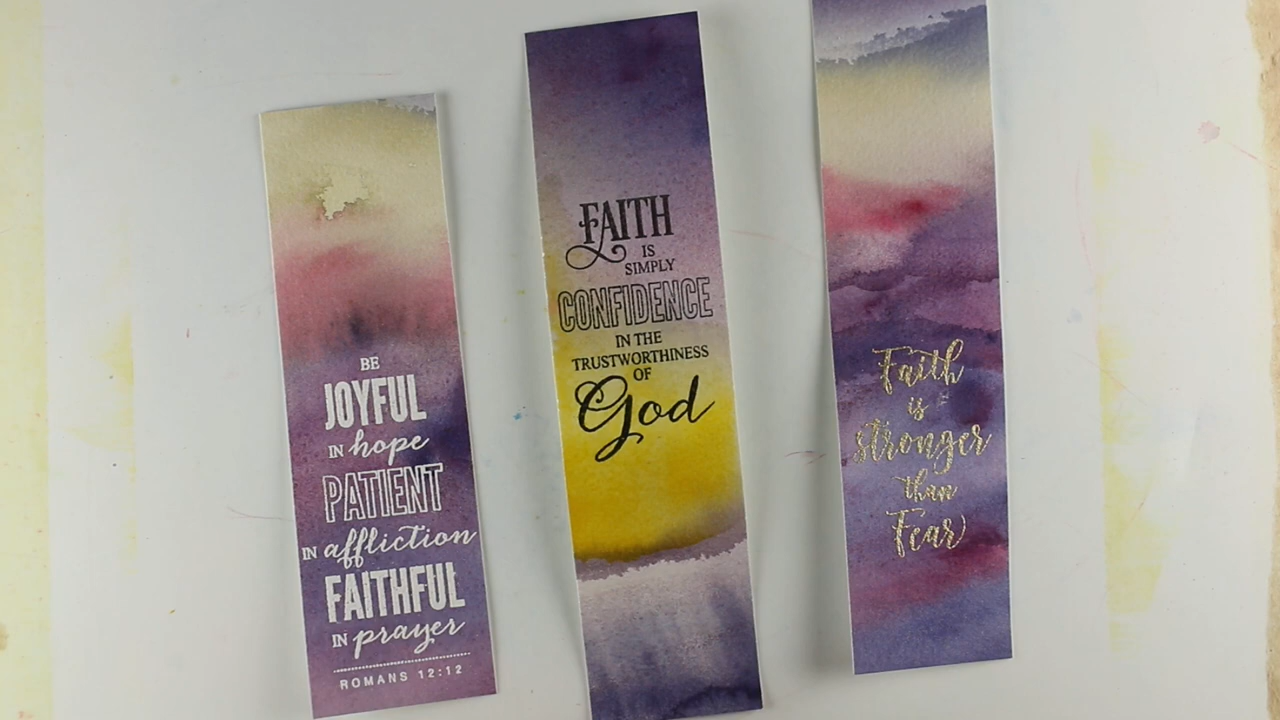 BE
JOYFUL
IN hope
PATIENT
IN affliction
FAITHFUL
IN prayer
ROMANS 12:12
FAITH
IS
SIMPLY
CONFIDENCE
IN THE
TRUSTWORTHINESS
OF
God
Faith
is
stronger
than
Fear